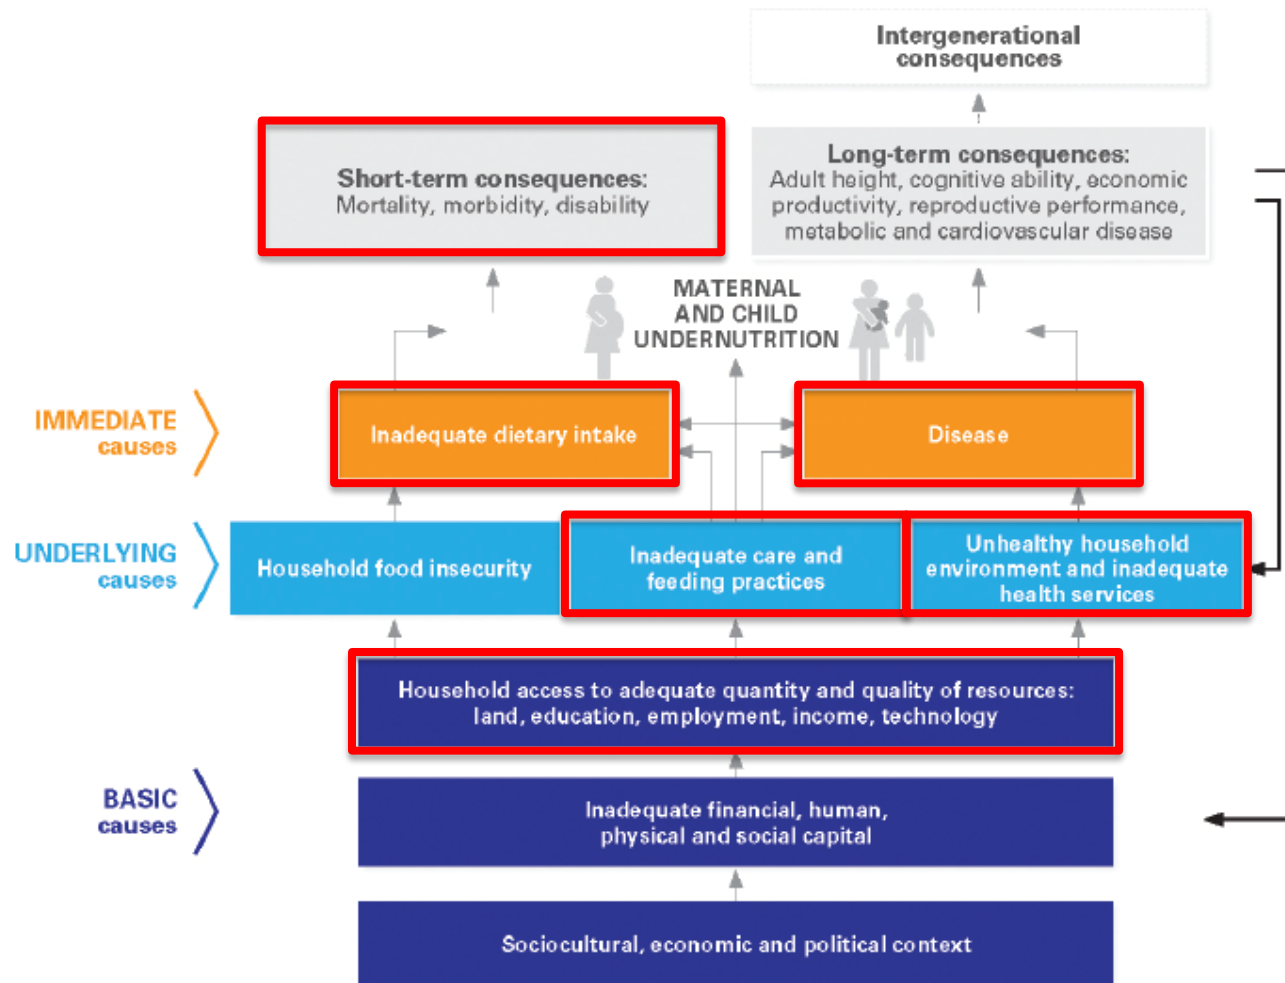 Intergenerational
consequences
Short-term consequences:
Mortality, morbidity, disability
Long-term consequences:
Adult height, cognitive ability, economic
productivity, reproductive performance,
metabolic and cardiovascular disease
MATERNAL
AND CHILD
UNDERNUTRITION
IMMEDIATE
causes
Inadequate dietary intake
Disease
UNDERLYING
causes
Household food insecurity
Inadequate care and
feeding practices
Unhealthy household
environment and inadequate
health services
BASIC
causes
Household access to adequate quantity and quality of resources:
land, education, employment, income, technology
Inadequate financial, human,
physical and social capital
Sociocultural, economic and political context